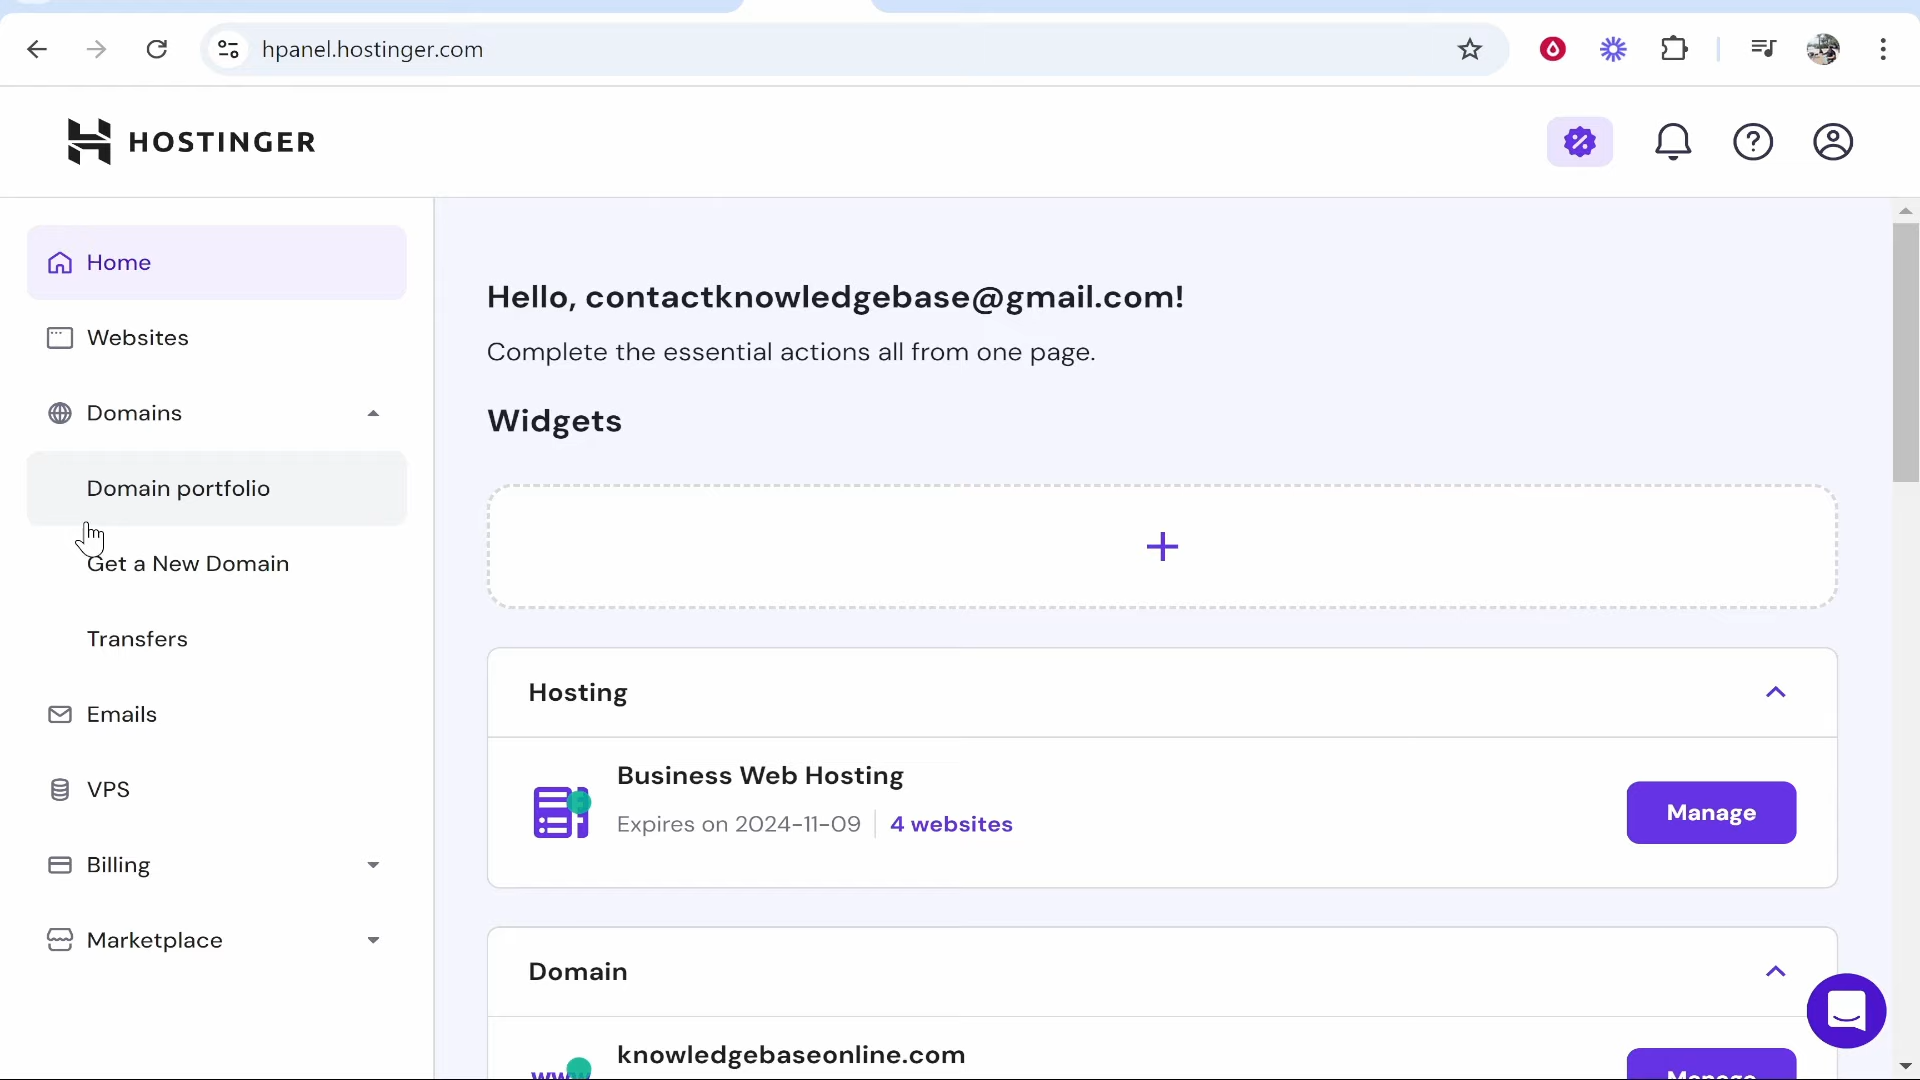 hpanel.hostinger.com
HOSTINGER
Home
Websites
Domains
Domain portfolio
Get a New Domain
Transfers
Emails
VPS
Billing
Marketplace
Hello, contactknowledgebase@gmail.com!
Complete the essential actions all from one page.
Widgets
Hosting
Business Web Hosting
Expires on 2024-11-09
4 websites
Manage
Domain
knowledgebaseonline.com
www
Manage